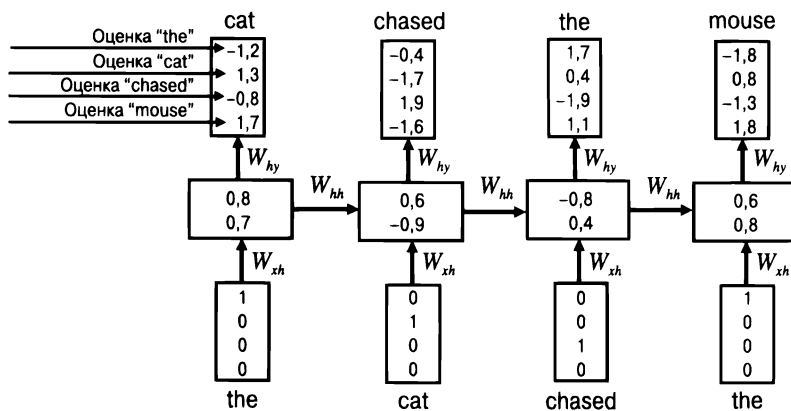 cat chased the mouse
Оценка “the” −1,2 −0,4 1,7 −1,8
Оценка “cat” 1,3 −1,7 0,4 0,8
Оценка “chased” −0,8 1,9 −1,9 −1,3
Оценка “mouse” 1,7 −1,6 1,1 1,8
W_hy W_hy W_hy W_hy
W_hh W_hh W_hh
0,8 0,6 −0,8 0,6
0,7 −0,9 0,4 0,8
W_xh W_xh W_xh W_xh
1 0 0 1
0 1 0 0
0 0 1 0
0 0 0 0
the cat chased the